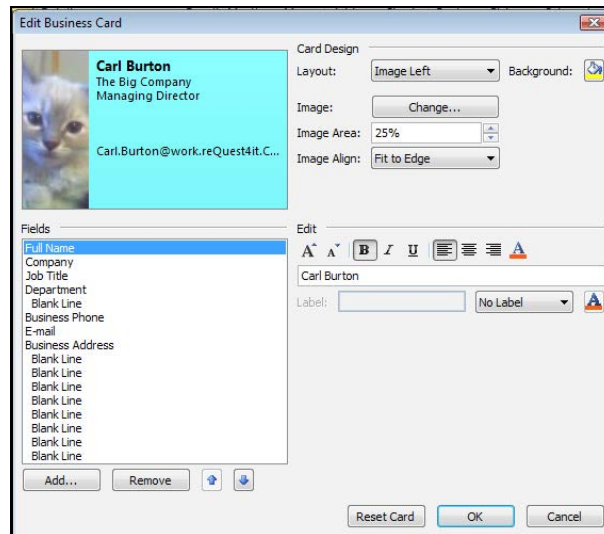 Edit Business Card
Carl Burton
The Big Company
Managing Director
Carl.Burton@work.reQuest4it.C...
Card Design
Layout: Image Left Background:
Image: Change...
Image Area: 25%
Image Align: Fit to Edge
Fields
Full Name
Company
Job Title
Department
Blank Line
Business Phone
E-mail
Business Address
Blank Line
Blank Line
Blank Line
Blank Line
Blank Line
Blank Line
Blank Line
Blank Line
Add... Remove
Edit
A A B I U A
Carl Burton
Label: No Label A
Reset Card OK Cancel